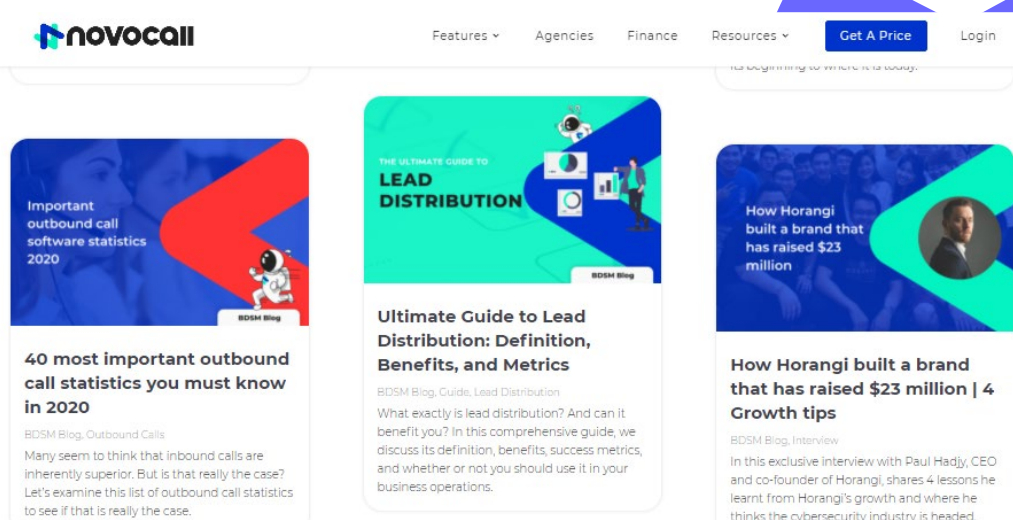 novocall
Features
Agencies
Finance
Resources
Get A Price
Login
its beginning to where it is today.
Important
outbound call
software statistics
2020
BDSM Blog
40 most important outbound
call statistics you must know
in 2020
BDSM Blog, Outbound Calls
Many seem to think that inbound calls are
inherently superior. But is that really the case?
Let's examine this list of outbound call statistics
to see if that is really the case.
THE ULTIMATE GUIDE TO
LEAD
DISTRIBUTION
BDSM Blog
Ultimate Guide to Lead
Distribution: Definition,
Benefits, and Metrics
BDSM Blog, Guide, Lead Distribution
What exactly is lead distribution? And can it
benefit you? In this comprehensive guide, we
discuss its definition, benefits, success metrics,
and whether or not you should use it in your
business operations.
How Horangi
built a brand that
has raised $23
million
How Horangi built a brand
that has raised $23 million | 4
Growth tips
BDSM Blog, Interview
In this exclusive interview with Paul Hadjy, CEO
and co-founder of Horangi, shares 4 lessons he
learnt from Horangi's growth and where he
thinks the cybersecurity industry is headed.